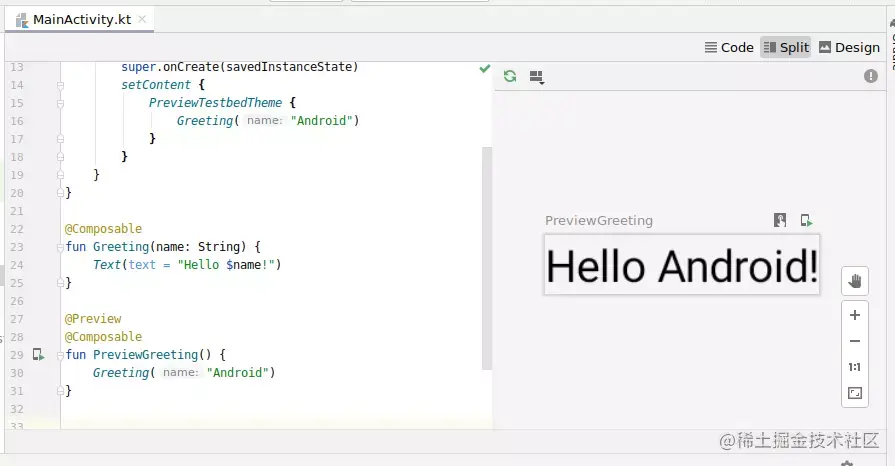 MainActivity.kt
Code Split Design
13 super.onCreate(savedInstanceState)
14 setContent {
15 PreviewTestbedTheme {
16 Greeting( name: "Android")
17 }
18 }
19 }
20 }
21
22 @Composable
23 fun Greeting(name: String) {
24 Text(text = "Hello $name!")
25 }
26
27 @Preview
28 @Composable
29 fun PreviewGreeting() {
30 Greeting( name: "Android")
31 }
32
33
PreviewGreeting
Hello Android!
1:1
@稀土掘金技术社区